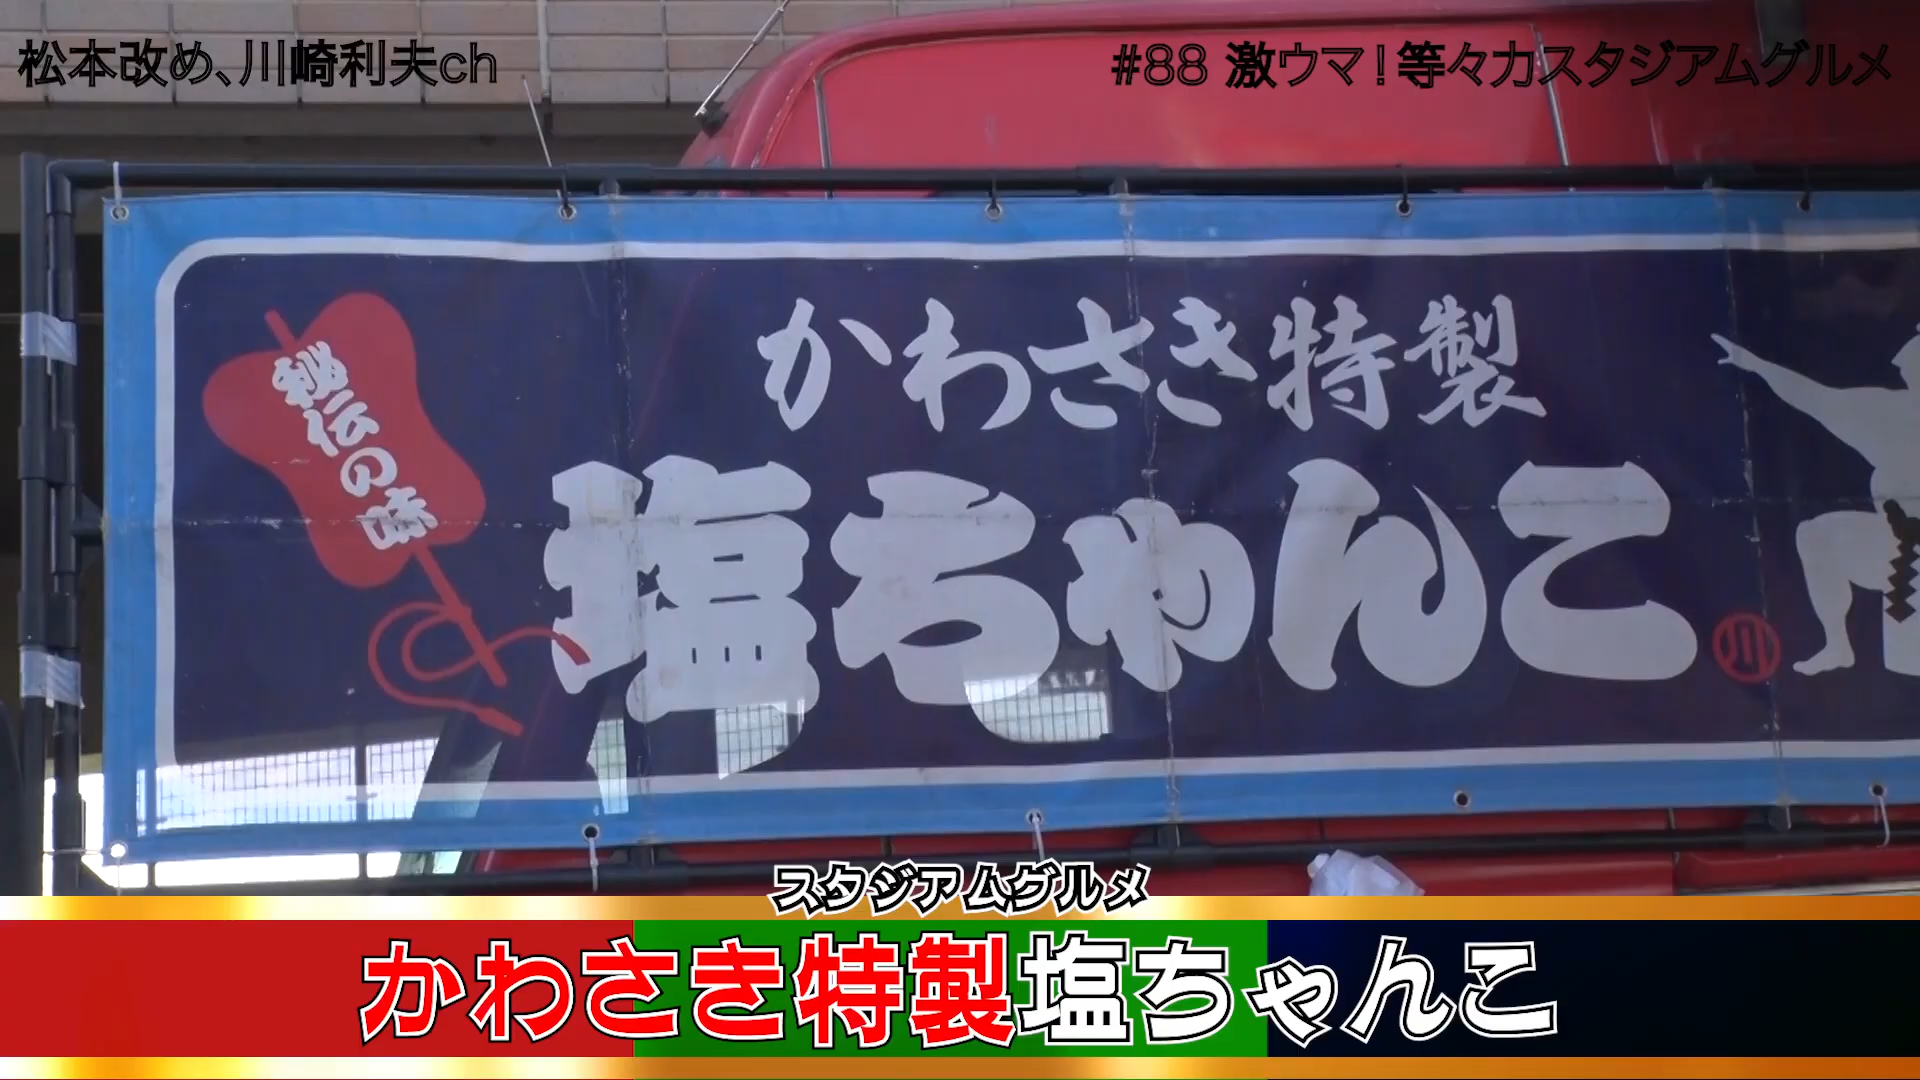 松本改め、川崎利夫ch
#88 激ウマ!等々力スタジアムグルメ
かわさき特製
秘伝の味
塩ちゃんこ
川
スタジアムグルメ
かわさき特製塩ちゃんこ